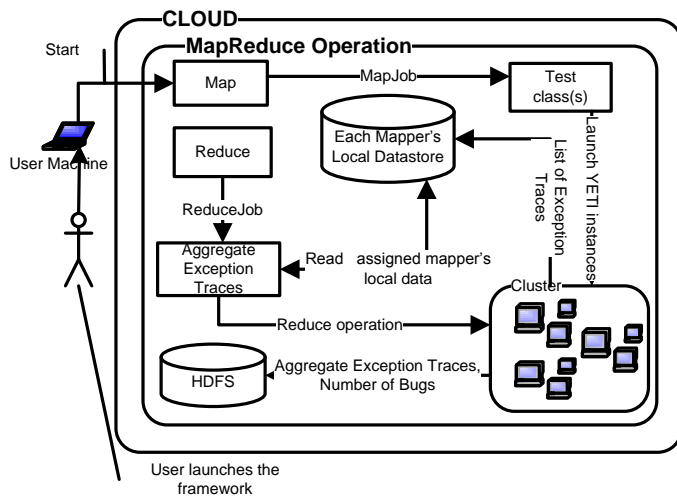 CLOUD
MapReduce Operation
Start
Map
MapJob
Test
class(s)
User Machine
Reduce
Each Mapper's
Local Datastore
Launch YETI instances
List of Exception
Traces
ReduceJob
Aggregate
Exception
Traces
Read
assigned mapper's
local data
Cluster
Reduce operation
HDFS
Aggregate Exception Traces,
Number of Bugs
User launches the
framework